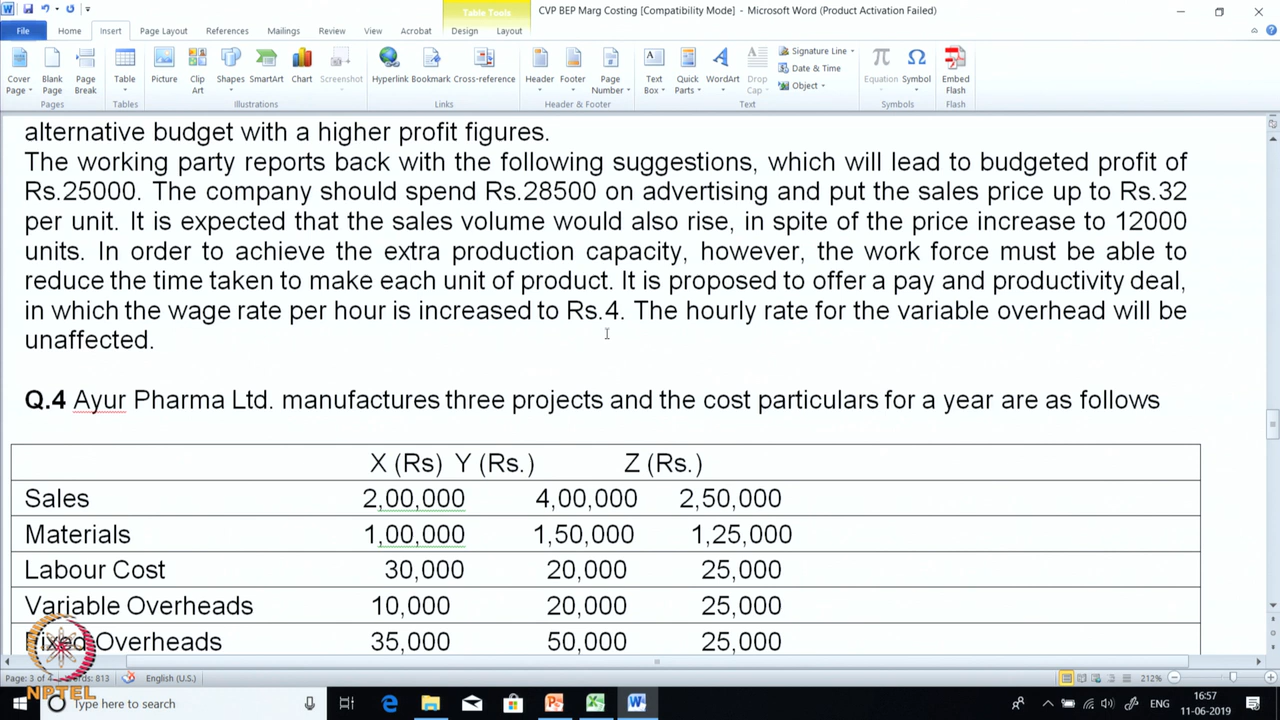 CVP BEP Marg Costing [Compatibility Mode] - Microsoft Word (Product Activation Failed)
Table Tools
File Home Insert Page Layout References Mailings Review View Acrobat Design Layout
Cover Page Blank Page Page Break Table Picture Clip Art Shapes SmartArt Chart Screenshot Hyperlink Bookmark Cross-reference Header Footer Page Number Text Box Quick Parts WordArt Drop Cap Signature Line Date & Time Object Equation Symbol Embed Flash
Pages Tables Illustrations Links Header & Footer Text Symbols Flash
alternative budget with a higher profit figures.
The working party reports back with the following suggestions, which will lead to budgeted profit of
Rs.25000. The company should spend Rs.28500 on advertising and put the sales price up to Rs.32
per unit. It is expected that the sales volume would also rise, in spite of the price increase to 12000
units. In order to achieve the extra production capacity, however, the work force must be able to
reduce the time taken to make each unit of product. It is proposed to offer a pay and productivity deal,
in which the wage rate per hour is increased to Rs.4. The hourly rate for the variable overhead will be
unaffected.
Q.4 Ayur Pharma Ltd. manufactures three projects and the cost particulars for a year are as follows
X (Rs) Y (Rs.) Z (Rs.)
Sales 2,00,000 4,00,000 2,50,000
Materials 1,00,000 1,50,000 1,25,000
Labour Cost 30,000 20,000 25,000
Variable Overheads 10,000 20,000 25,000
Fixed Overheads 35,000 50,000 25,000
NPTEL
Page: 3 of 4 Words: 813 English (U.S.) 212%
Type here to search ENG 16:57
11-06-2019